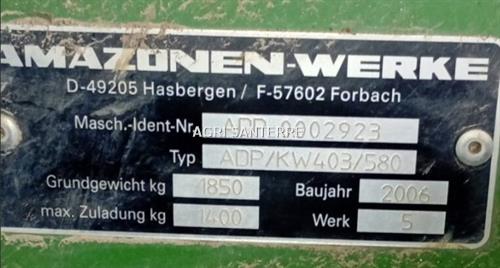 AMAZONEN-WERKE
D-49205 Hasbergen / F-57602 Forbach
Masch.-Ident-Nr. ADP 0002923
AGRI SANTERRE
Typ ADP/KW403/580
Grundgewicht kg 1850 Baujahr 2006
max. Zuladung kg 1400 Werk 5